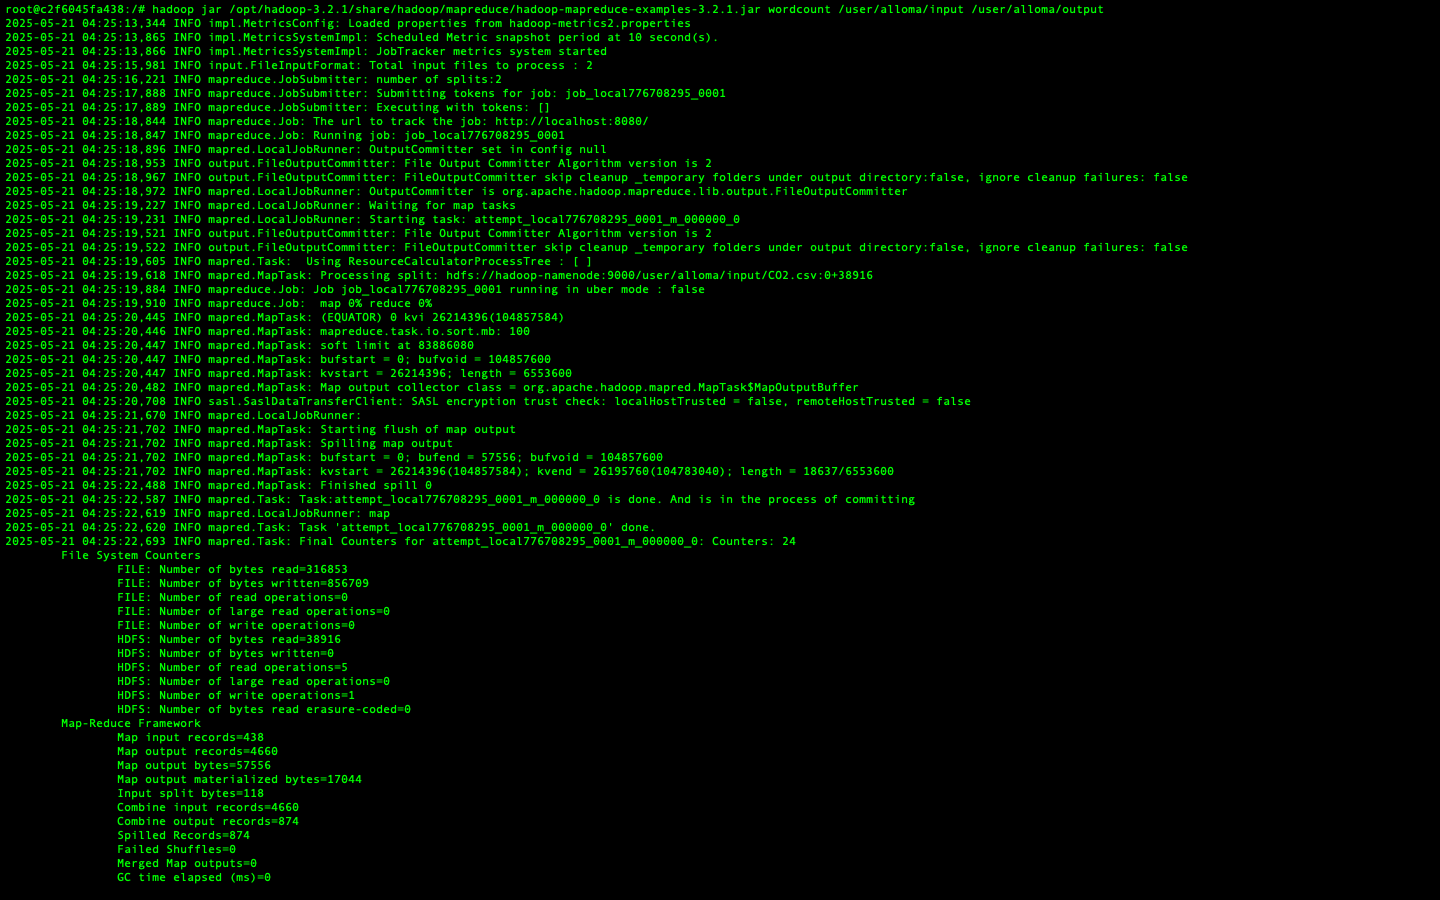 root@c2f6045fa438:/# hadoop jar /opt/hadoop-3.2.1/share/hadoop/mapreduce/hadoop-mapreduce-examples-3.2.1.jar wordcount /user/alloma/input /user/alloma/output
2025-05-21 04:25:13,344 INFO impl.MetricsConfig: Loaded properties from hadoop-metrics2.properties
2025-05-21 04:25:13,865 INFO impl.MetricsSystemImpl: Scheduled Metric snapshot period at 10 second(s).
2025-05-21 04:25:13,866 INFO impl.MetricsSystemImpl: JobTracker metrics system started
2025-05-21 04:25:15,981 INFO input.FileInputFormat: Total input files to process : 2
2025-05-21 04:25:16,221 INFO mapreduce.JobSubmitter: number of splits:2
2025-05-21 04:25:17,888 INFO mapreduce.JobSubmitter: Submitting tokens for job: job_local776708295_0001
2025-05-21 04:25:17,889 INFO mapreduce.JobSubmitter: Executing with tokens: []
2025-05-21 04:25:18,844 INFO mapreduce.Job: The url to track the job: http://localhost:8080/
2025-05-21 04:25:18,847 INFO mapreduce.Job: Running job: job_local776708295_0001
2025-05-21 04:25:18,896 INFO mapred.LocalJobRunner: OutputCommitter set in config null
2025-05-21 04:25:18,953 INFO output.FileOutputCommitter: File Output Committer Algorithm version is 2
2025-05-21 04:25:18,967 INFO output.FileOutputCommitter: FileOutputCommitter skip cleanup _temporary folders under output directory:false, ignore cleanup failures: false
2025-05-21 04:25:18,972 INFO mapred.LocalJobRunner: OutputCommitter is org.apache.hadoop.mapreduce.lib.output.FileOutputCommitter
2025-05-21 04:25:19,227 INFO mapred.LocalJobRunner: Waiting for map tasks
2025-05-21 04:25:19,231 INFO mapred.LocalJobRunner: Starting task: attempt_local776708295_0001_m_000000_0
2025-05-21 04:25:19,521 INFO output.FileOutputCommitter: File Output Committer Algorithm version is 2
2025-05-21 04:25:19,522 INFO output.FileOutputCommitter: FileOutputCommitter skip cleanup _temporary folders under output directory:false, ignore cleanup failures: false
2025-05-21 04:25:19,605 INFO mapred.Task:  Using ResourceCalculatorProcessTree : [ ]
2025-05-21 04:25:19,618 INFO mapred.MapTask: Processing split: hdfs://hadoop-namenode:9000/user/alloma/input/CO2.csv:0+38916
2025-05-21 04:25:19,884 INFO mapreduce.Job: Job job_local776708295_0001 running in uber mode : false
2025-05-21 04:25:19,910 INFO mapreduce.Job:  map 0% reduce 0%
2025-05-21 04:25:20,445 INFO mapred.MapTask: (EQUATOR) 0 kvi 26214396(104857584)
2025-05-21 04:25:20,446 INFO mapred.MapTask: mapreduce.task.io.sort.mb: 100
2025-05-21 04:25:20,447 INFO mapred.MapTask: soft limit at 83886080
2025-05-21 04:25:20,447 INFO mapred.MapTask: bufstart = 0; bufvoid = 104857600
2025-05-21 04:25:20,447 INFO mapred.MapTask: kvstart = 26214396; length = 6553600
2025-05-21 04:25:20,482 INFO mapred.MapTask: Map output collector class = org.apache.hadoop.mapred.MapTask$MapOutputBuffer
2025-05-21 04:25:20,708 INFO sasl.SaslDataTransferClient: SASL encryption trust check: localHostTrusted = false, remoteHostTrusted = false
2025-05-21 04:25:21,670 INFO mapred.LocalJobRunner:
2025-05-21 04:25:21,702 INFO mapred.MapTask: Starting flush of map output
2025-05-21 04:25:21,702 INFO mapred.MapTask: Spilling map output
2025-05-21 04:25:21,702 INFO mapred.MapTask: bufstart = 0; bufend = 57556; bufvoid = 104857600
2025-05-21 04:25:21,702 INFO mapred.MapTask: kvstart = 26214396(104857584); kvend = 26195760(104783040); length = 18637/6553600
2025-05-21 04:25:22,488 INFO mapred.MapTask: Finished spill 0
2025-05-21 04:25:22,587 INFO mapred.Task: Task:attempt_local776708295_0001_m_000000_0 is done. And is in the process of committing
2025-05-21 04:25:22,619 INFO mapred.LocalJobRunner: map
2025-05-21 04:25:22,620 INFO mapred.Task: Task 'attempt_local776708295_0001_m_000000_0' done.
2025-05-21 04:25:22,693 INFO mapred.Task: Final Counters for attempt_local776708295_0001_m_000000_0: Counters: 24
File System Counters
FILE: Number of bytes read=316853
FILE: Number of bytes written=856709
FILE: Number of read operations=0
FILE: Number of large read operations=0
FILE: Number of write operations=0
HDFS: Number of bytes read=38916
HDFS: Number of bytes written=0
HDFS: Number of read operations=5
HDFS: Number of large read operations=0
HDFS: Number of write operations=1
HDFS: Number of bytes read erasure-coded=0
Map-Reduce Framework
Map input records=438
Map output records=4660
Map output bytes=57556
Map output materialized bytes=17044
Input split bytes=118
Combine input records=4660
Combine output records=874
Spilled Records=874
Failed Shuffles=0
Merged Map outputs=0
GC time elapsed (ms)=0